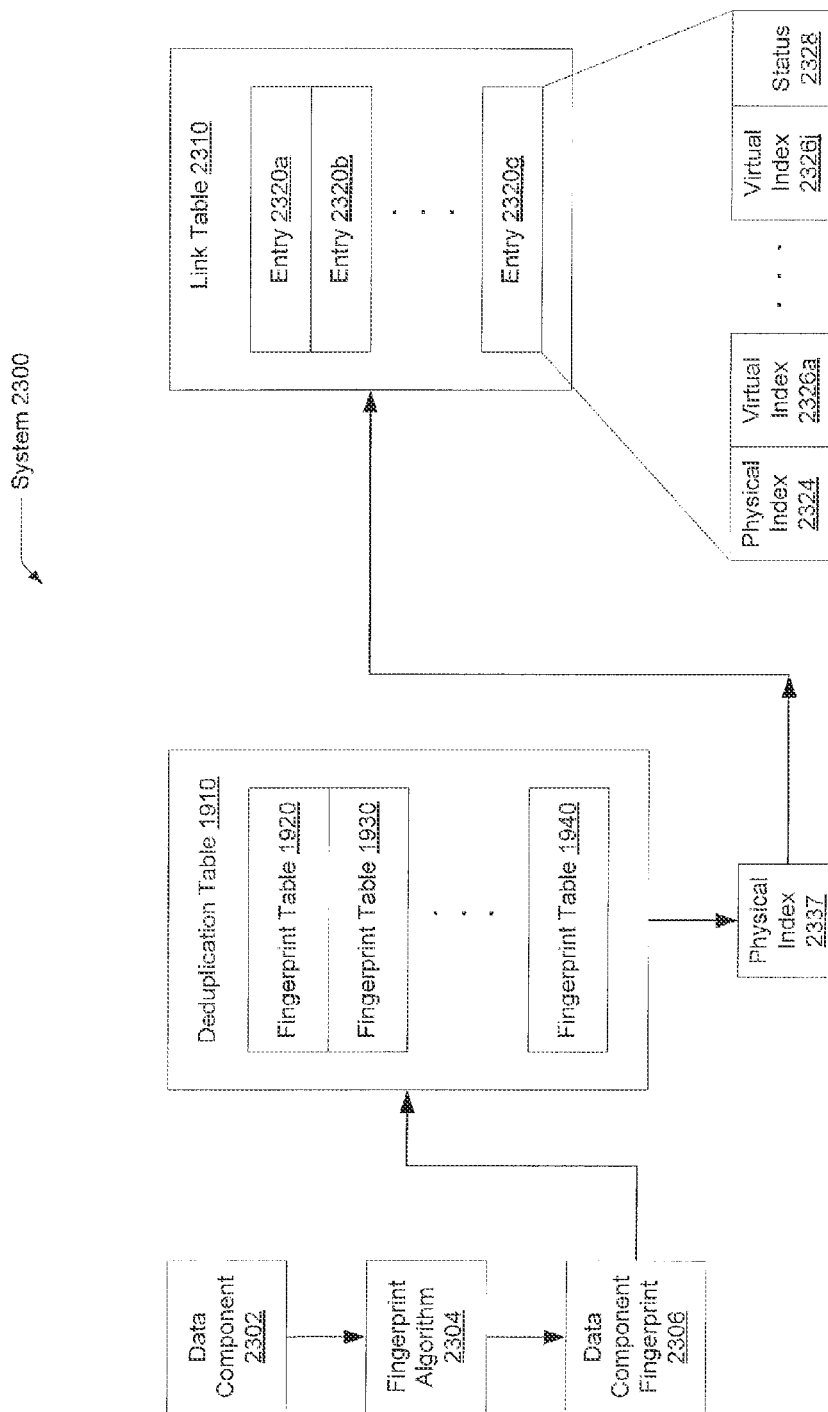 System 2300
Data
Component
2302
Fingerprint
Algorithm
2304
Data
Component
Fingerprint
2306
Deduplication Table 1910
Fingerprint Table 1920
Fingerprint Table 1930
. . .
Fingerprint Table 1940
Physical
Index
2337
Link Table 2310
Entry 2320a
Entry 2320b
. . .
Entry 2320g
Physical
Index
2324
Virtual
Index
2326a
. . .
Virtual
Index
2326j
Status
2328